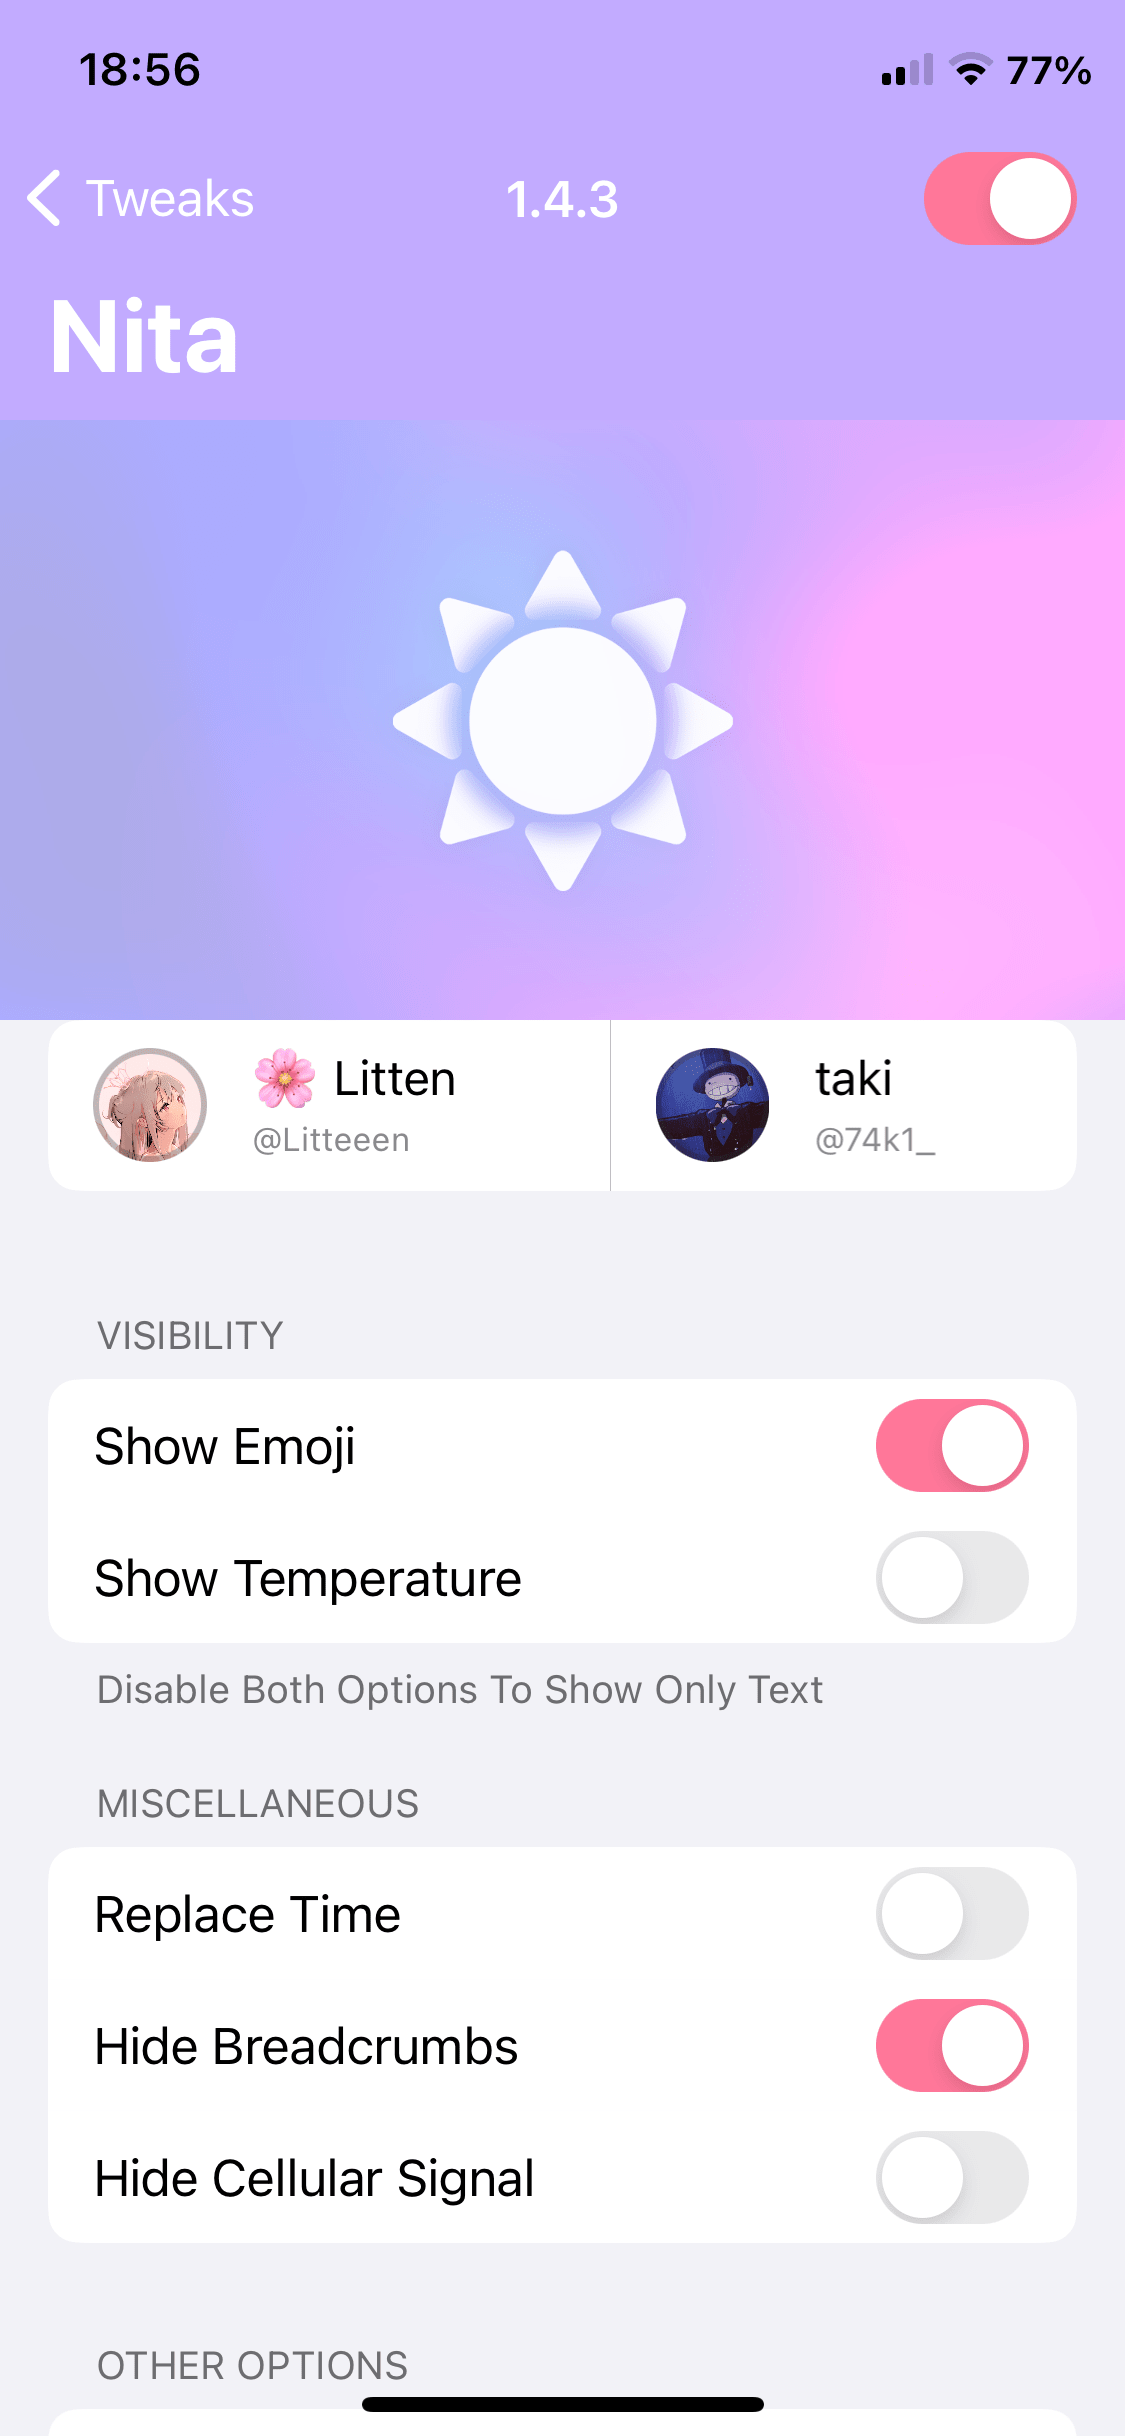 18:56 77%
Tweaks 1.4.3
Nita
🌸 Litten
@Litteeen
taki
@74k1_
VISIBILITY
Show Emoji
Show Temperature
Disable Both Options To Show Only Text
MISCELLANEOUS
Replace Time
Hide Breadcrumbs
Hide Cellular Signal
OTHER OPTIONS